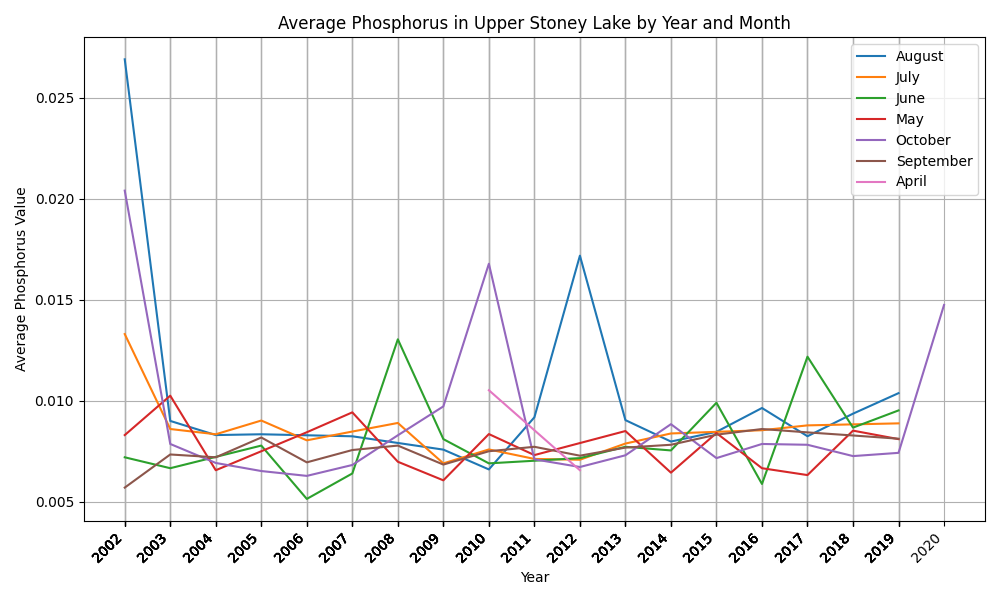 Average Phosphorus in Upper Stoney Lake by Year and Month
August
July
June
May
October
September
April
0.025
0.020
0.015
0.010
0.005
Average Phosphorus Value
2002 2003 2004 2005 2006 2007 2008 2009 2010 2011 2012 2013 2014 2015 2016 2017 2018 2019 2020
Year